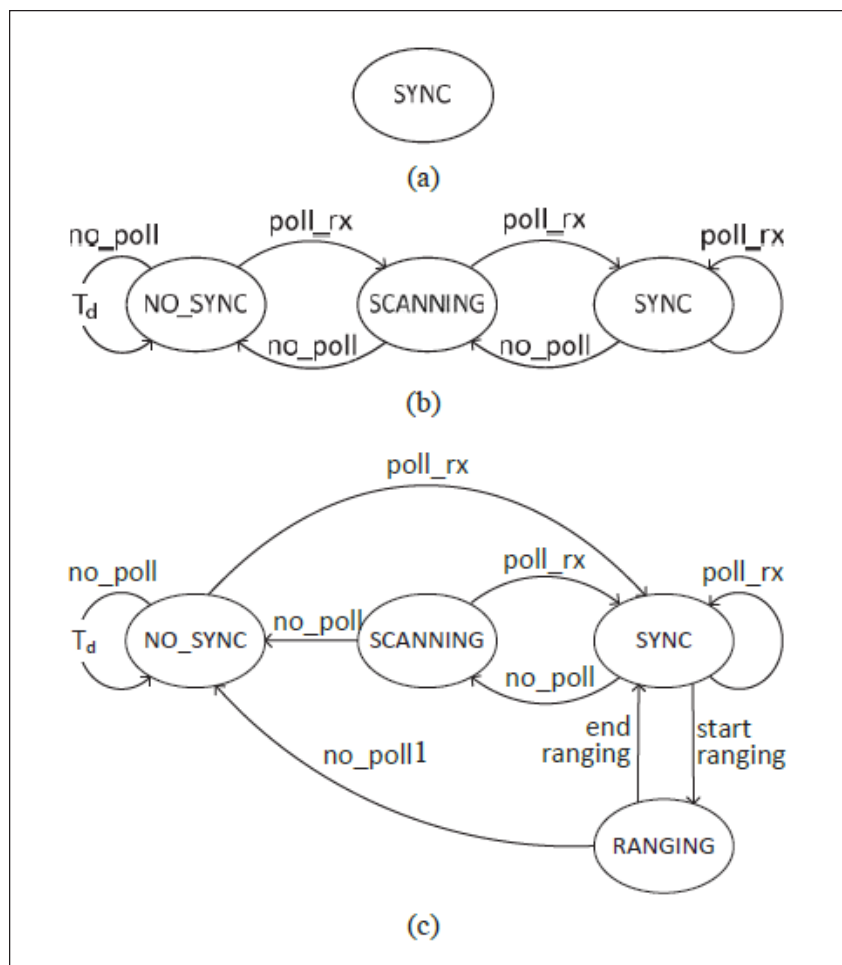 SYNC
(a)
no_poll
poll_rx
poll_rx
poll_rx
Td
NO_SYNC
SCANNING
SYNC
no_poll
no_poll
(b)
poll_rx
no_poll
poll_rx
poll_rx
Td
NO_SYNC
no_poll
SCANNING
SYNC
no_poll
end
ranging
start
ranging
no_poll1
RANGING
(c)